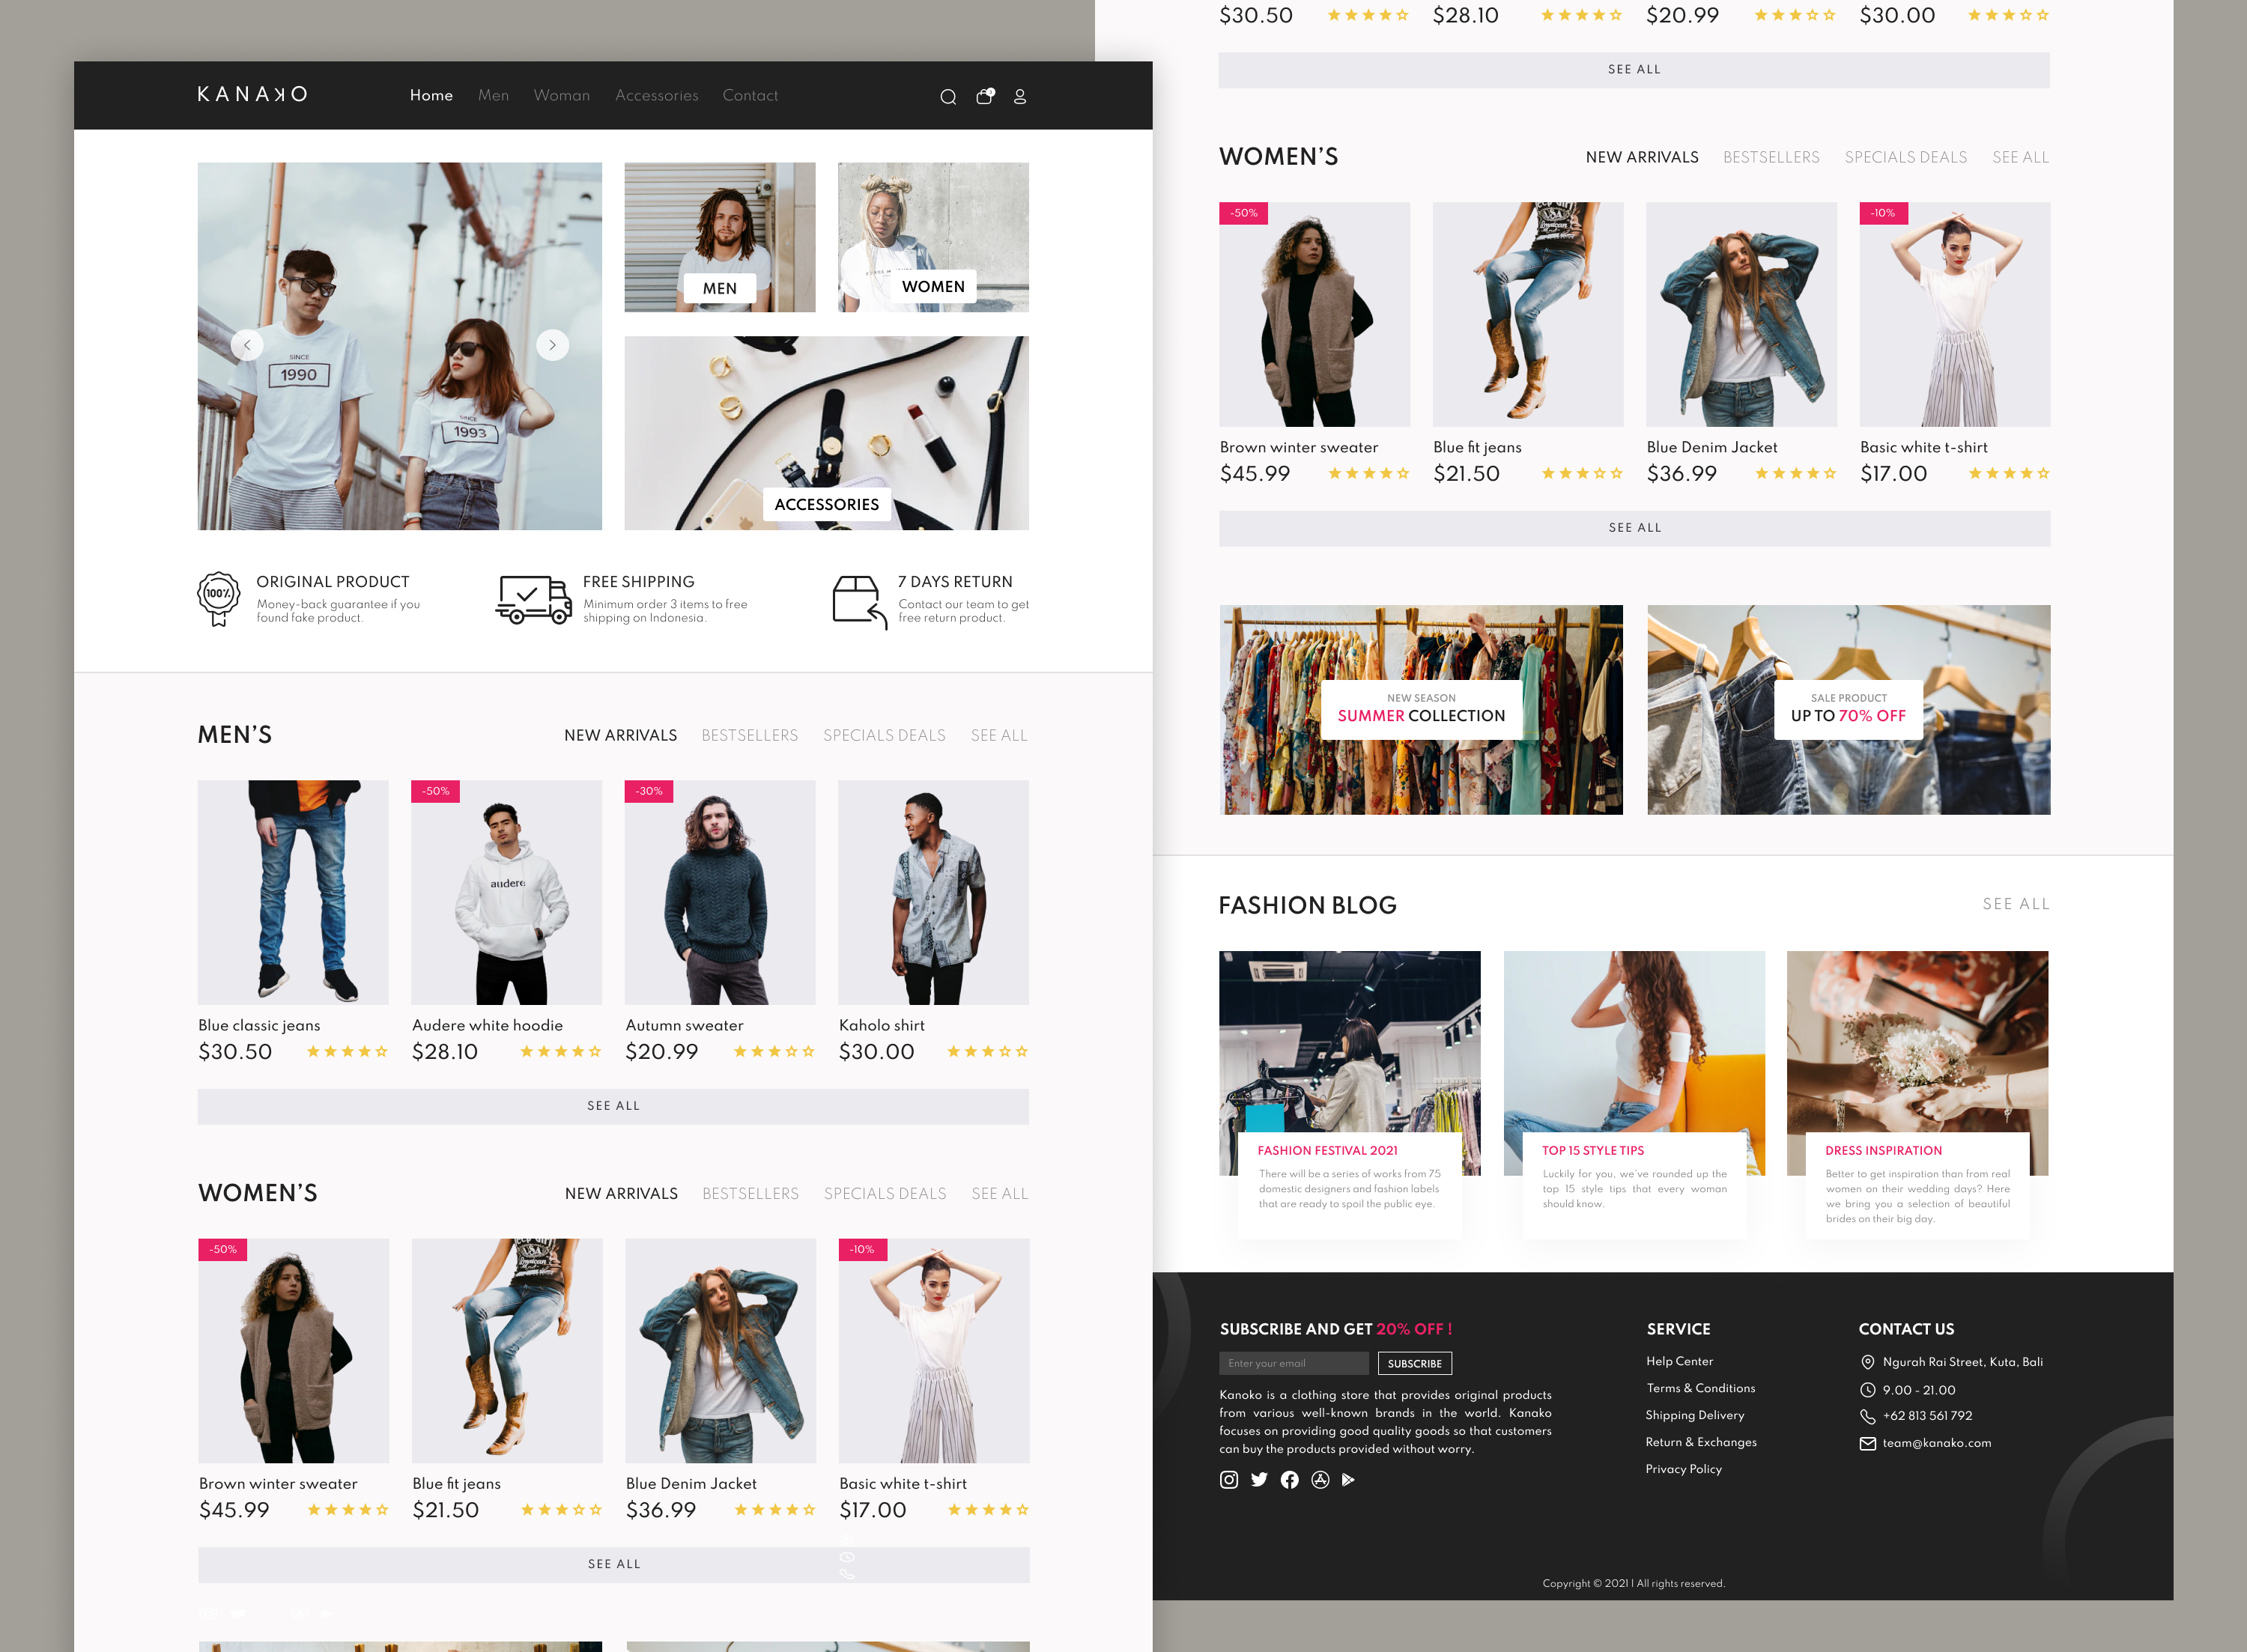 KANAKO
Home Men Woman Accessories Contact
SINCE
1990
SINCE
1993
MEN
WOMEN
ACCESSORIES
100%
ORIGINAL PRODUCT
Money-back guarantee if you
found fake product.
FREE SHIPPING
Minimum order 3 items to free
shipping on Indonesia.
7 DAYS RETURN
Contact our team to get
free return product.
MEN’S
NEW ARRIVALS BESTSELLERS SPECIALS DEALS SEE ALL
-50%
-30%
audere
Blue classic jeans
$30.50
Audere white hoodie
$28.10
Autumn sweater
$20.99
Kaholo shirt
$30.00
SEE ALL
WOMEN’S
NEW ARRIVALS BESTSELLERS SPECIALS DEALS SEE ALL
-50%
-10%
USA
Brown winter sweater
$45.99
Blue fit jeans
$21.50
Blue Denim Jacket
$36.99
Basic white t-shirt
$17.00
SEE ALL
$30.50 $28.10 $20.99 $30.00
SEE ALL
WOMEN’S
NEW ARRIVALS BESTSELLERS SPECIALS DEALS SEE ALL
-50%
-10%
USA
Brown winter sweater
$45.99
Blue fit jeans
$21.50
Blue Denim Jacket
$36.99
Basic white t-shirt
$17.00
SEE ALL
NEW SEASON
SUMMER COLLECTION
SALE PRODUCT
UP TO 70% OFF
FASHION BLOG
SEE ALL
FASHION FESTIVAL 2021
There will be a series of works from 75
domestic designers and fashion labels
that are ready to spoil the public eye.
TOP 15 STYLE TIPS
Luckily for you, we’ve rounded up the
top 15 style tips that every woman
should know.
DRESS INSPIRATION
Better to get inspiration than from real
women on their wedding days? Here
we bring you a selection of beautiful
brides on their big day.
SUBSCRIBE AND GET 20% OFF !
Enter your email
SUBSCRIBE
Kanoko is a clothing store that provides original products
from various well-known brands in the world. Kanako
focuses on providing good quality goods so that customers
can buy the products provided without worry.
SERVICE
Help Center
Terms & Conditions
Shipping Delivery
Return & Exchanges
Privacy Policy
CONTACT US
Ngurah Rai Street, Kuta, Bali
9.00 - 21.00
+62 813 561 792
team@kanako.com
Copyright © 2021 | All rights reserved.